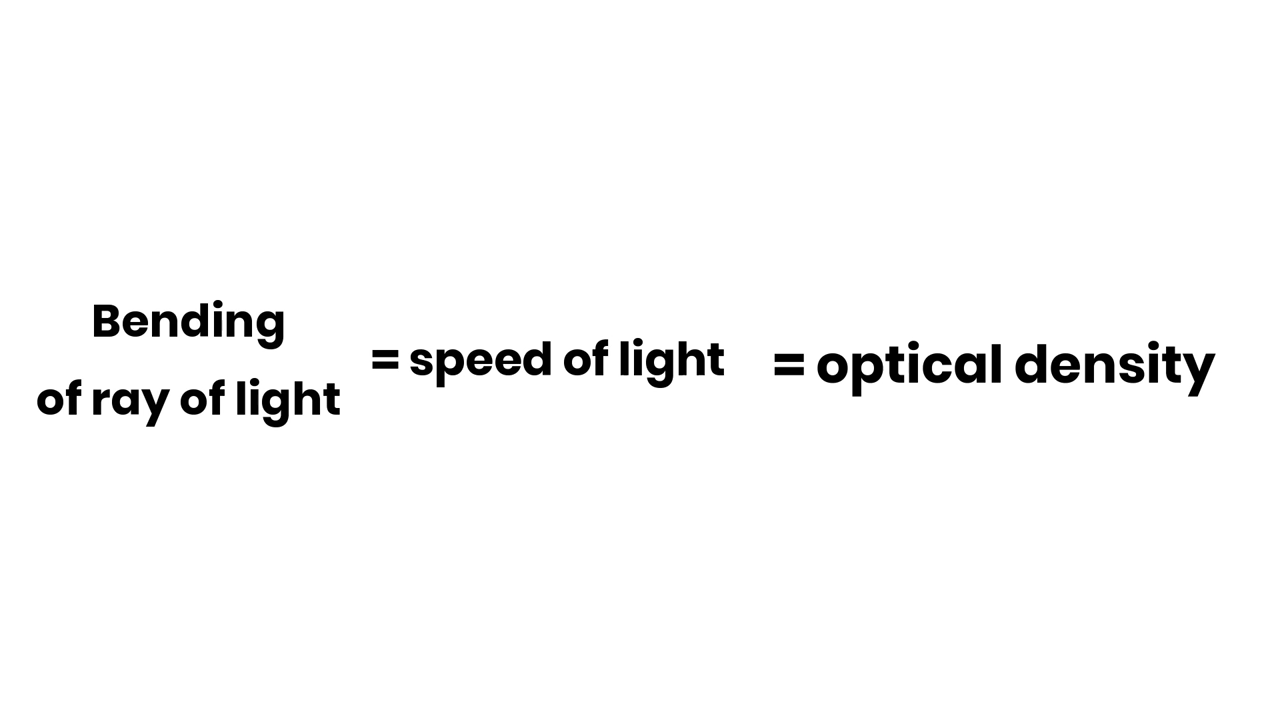 Bending
of ray of light
= speed of light
= optical density